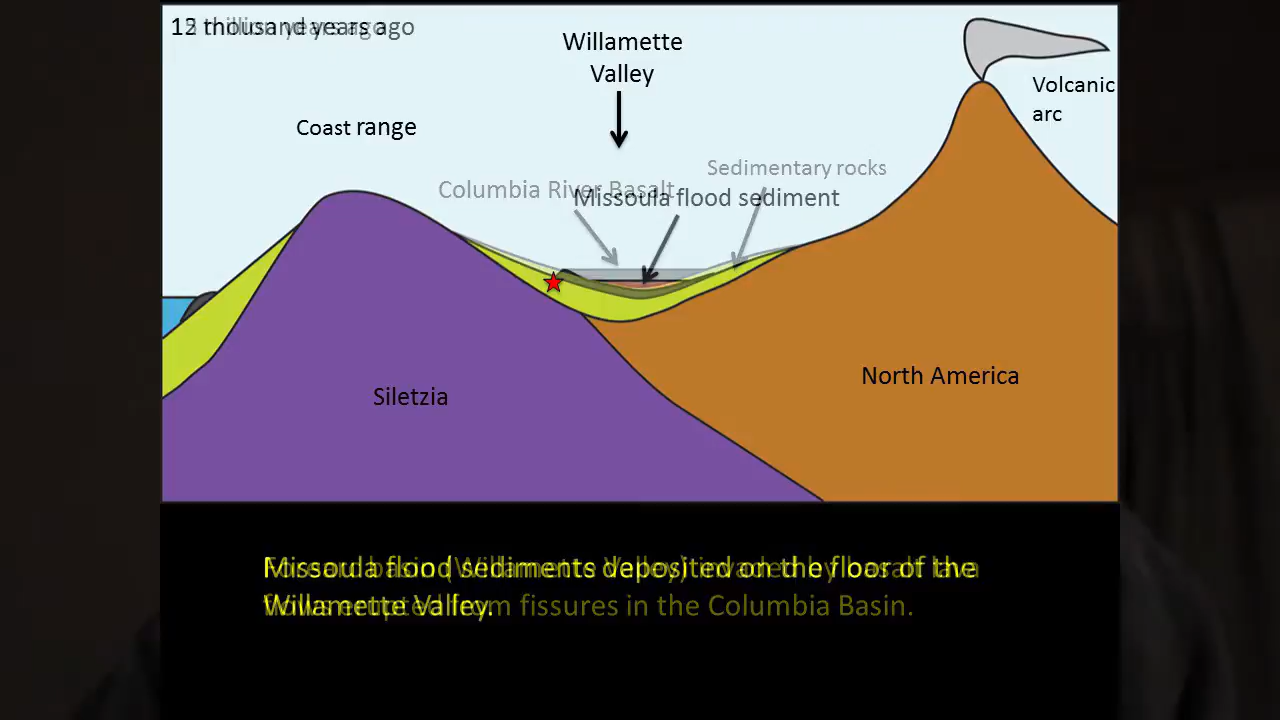 12 thousand years ago
Willamette
Valley
Volcanic
arc
Coast range
Sedimentary rocks
Columbia River Basalt
Missoula flood sediment
North America
Siletzia
Missoula flood sediments deposited on the floor of the
Willamette Valley.
flows erupted from fissures in the Columbia Basin.